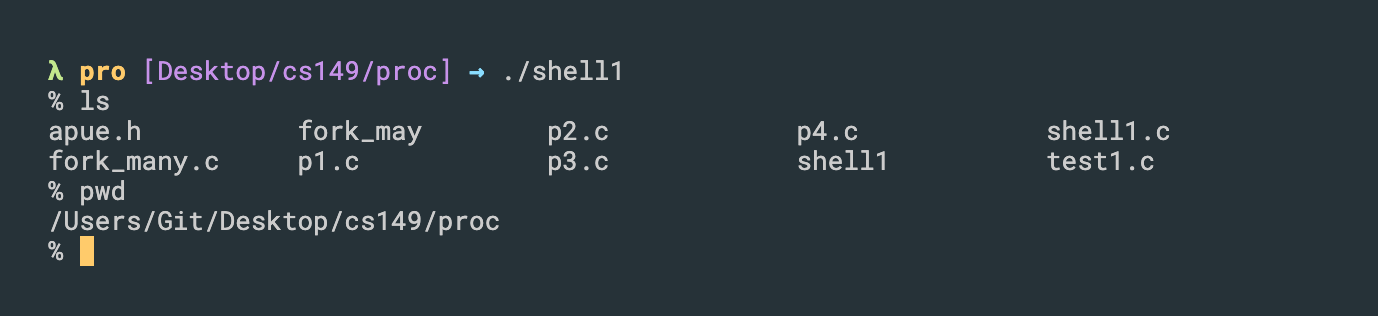 λ pro [Desktop/cs149/proc] → ./shell1
% ls
apue.h fork_may p2.c p4.c shell1.c
fork_many.c p1.c p3.c shell1 test1.c
% pwd
/Users/Git/Desktop/cs149/proc
%